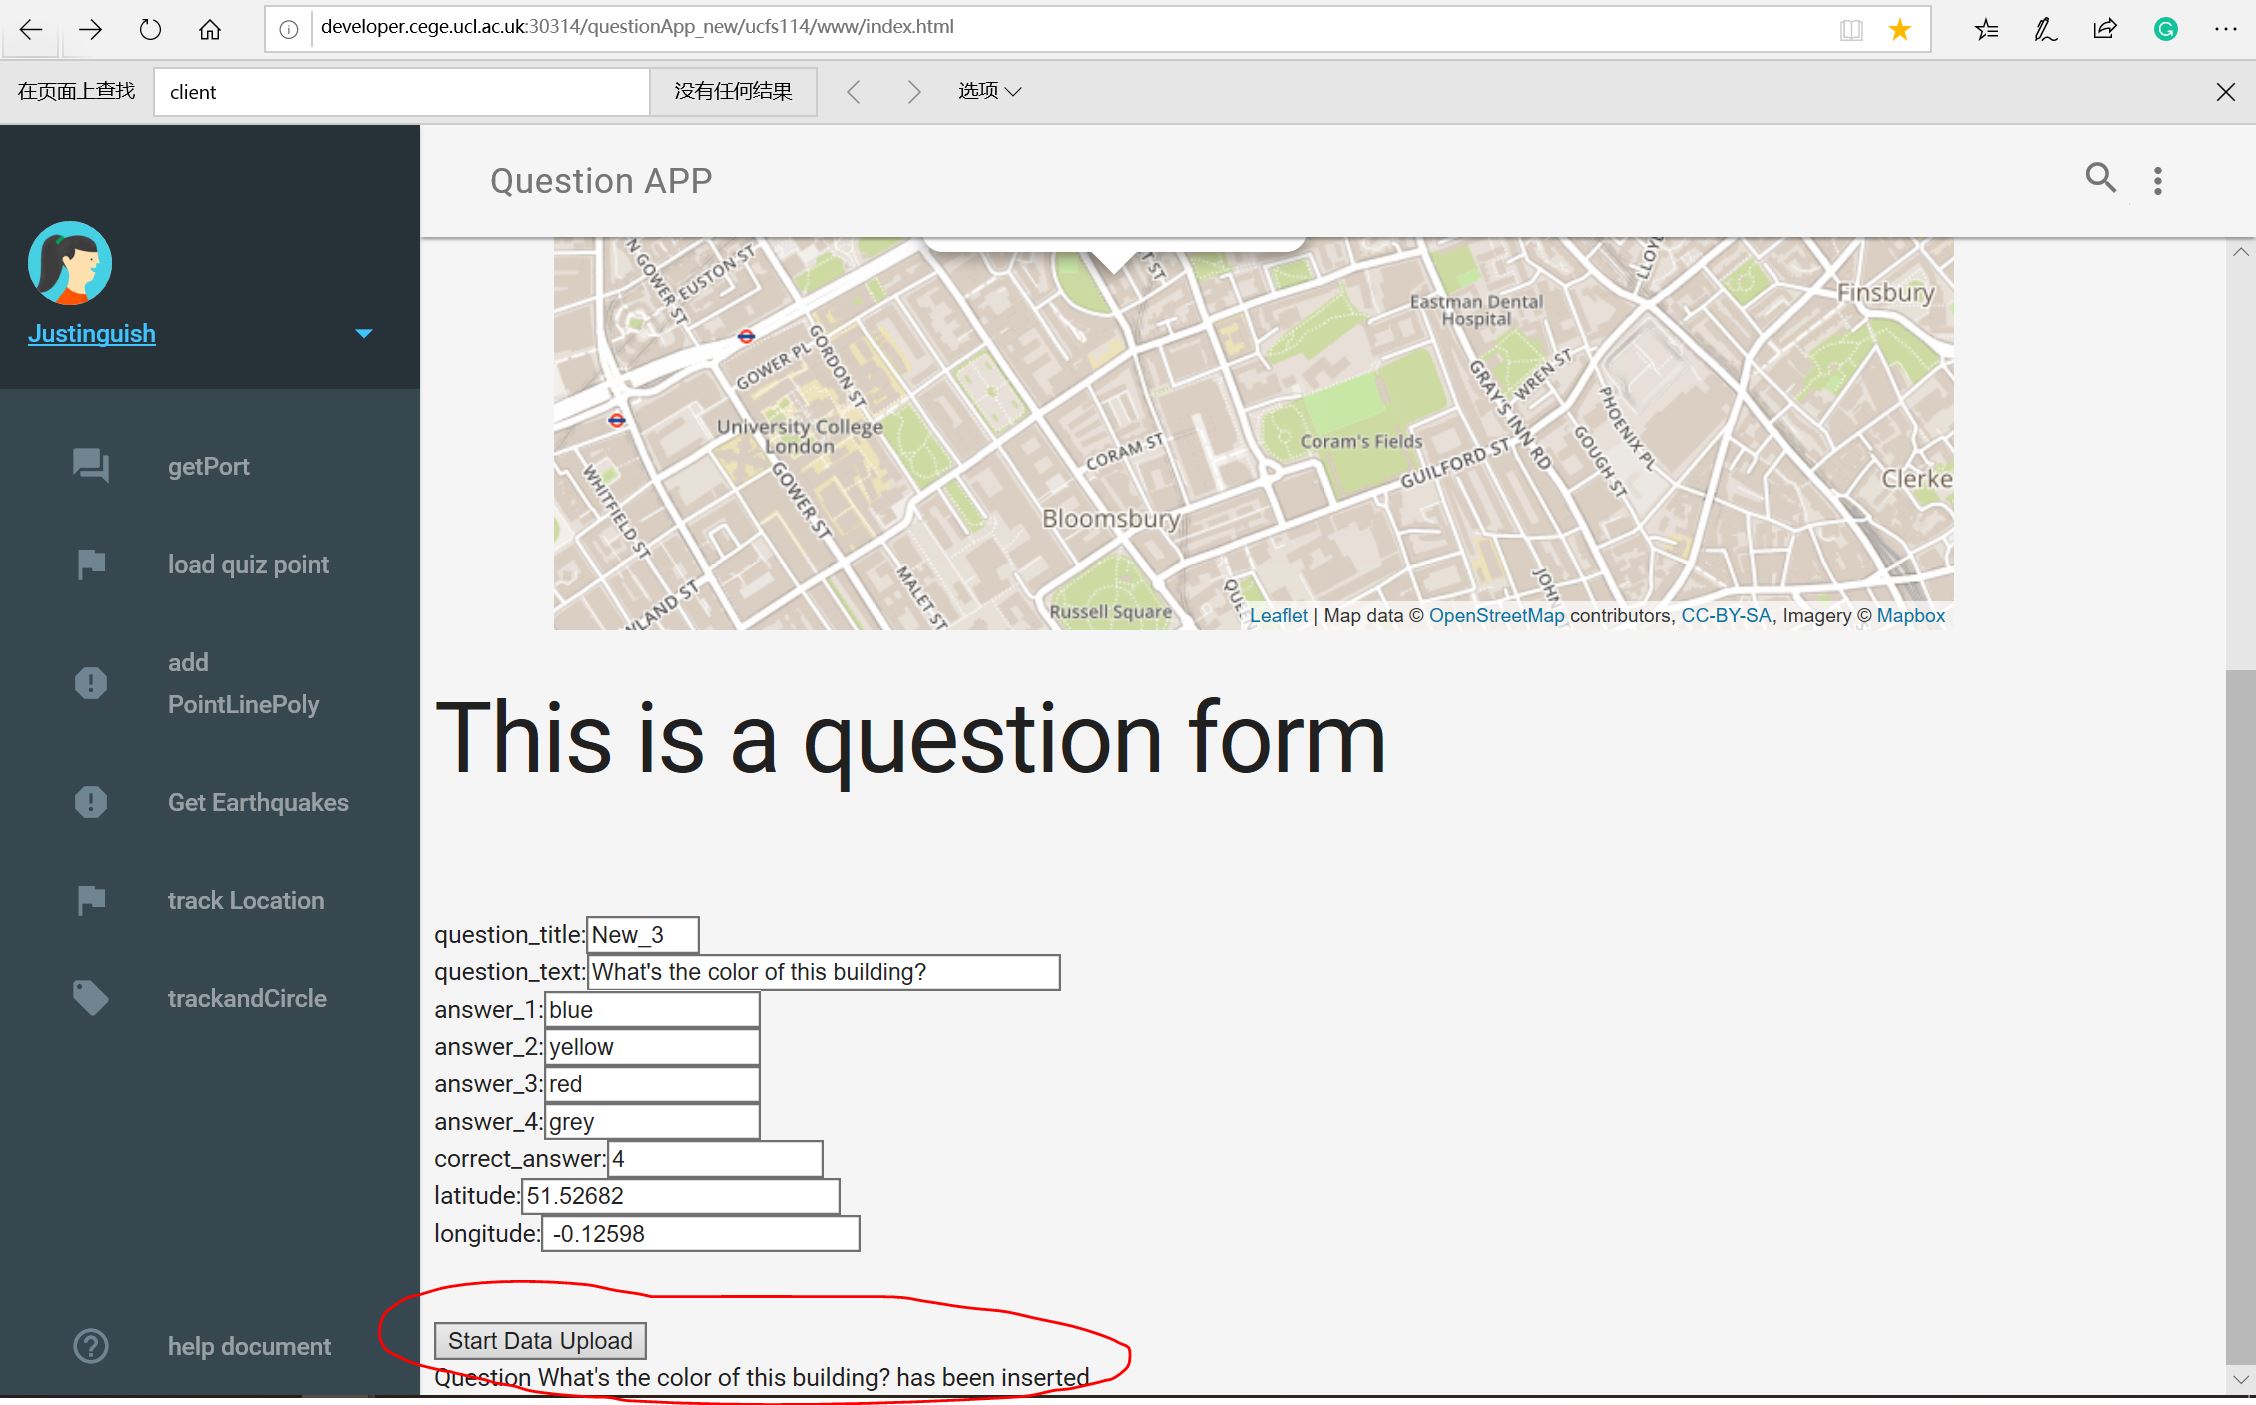 developer.cege.ucl.ac.uk:30314/questionApp_new/ucfs114/www/index.html
在页面上查找 client 没有任何结果 选项
Question APP
Justinguish
getPort
load quiz point
add
PointLinePoly
Get Earthquakes
track Location
trackandCircle
help document
N GOWER ST
EUSTON ST
T ST
LLOY
Eastman Dental
Hospital
Finsbury
GOWER PL
GORDON ST
University College
London
CORAM ST
Coram's Fields
GRAY'S INN RD
WREN ST
PHOENIX PL
GOUGH ST
GUILFORD ST
Clerke
WHITFIELD ST
GOWER ST
Bloomsbury
MALET ST
Russell Square
JOHN
Leaflet | Map data © OpenStreetMap contributors, CC-BY-SA, Imagery © Mapbox
This is a question form
question_title: New_3
question_text: What's the color of this building?
answer_1: blue
answer_2: yellow
answer_3: red
answer_4: grey
correct_answer: 4
latitude: 51.52682
longitude: -0.12598
Start Data Upload
Question What's the color of this building? has been inserted